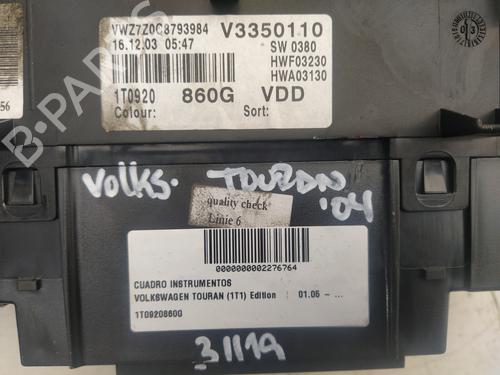 VWZ7Z0C8793984 V3350110
16.12.03 05:47 SW 0380
HWF03230
HWA03130
1T0920 860G VDD
Colour: Sort:
56
Volks. TOURAN '04
quality check
Linie 6
0000000002276764
CUADRO INSTRUMENTOS
VOLKSWAGEN TOURAN (1T1) Edition | 01.06 - ...
1T0920860G
31119
B-PARTS